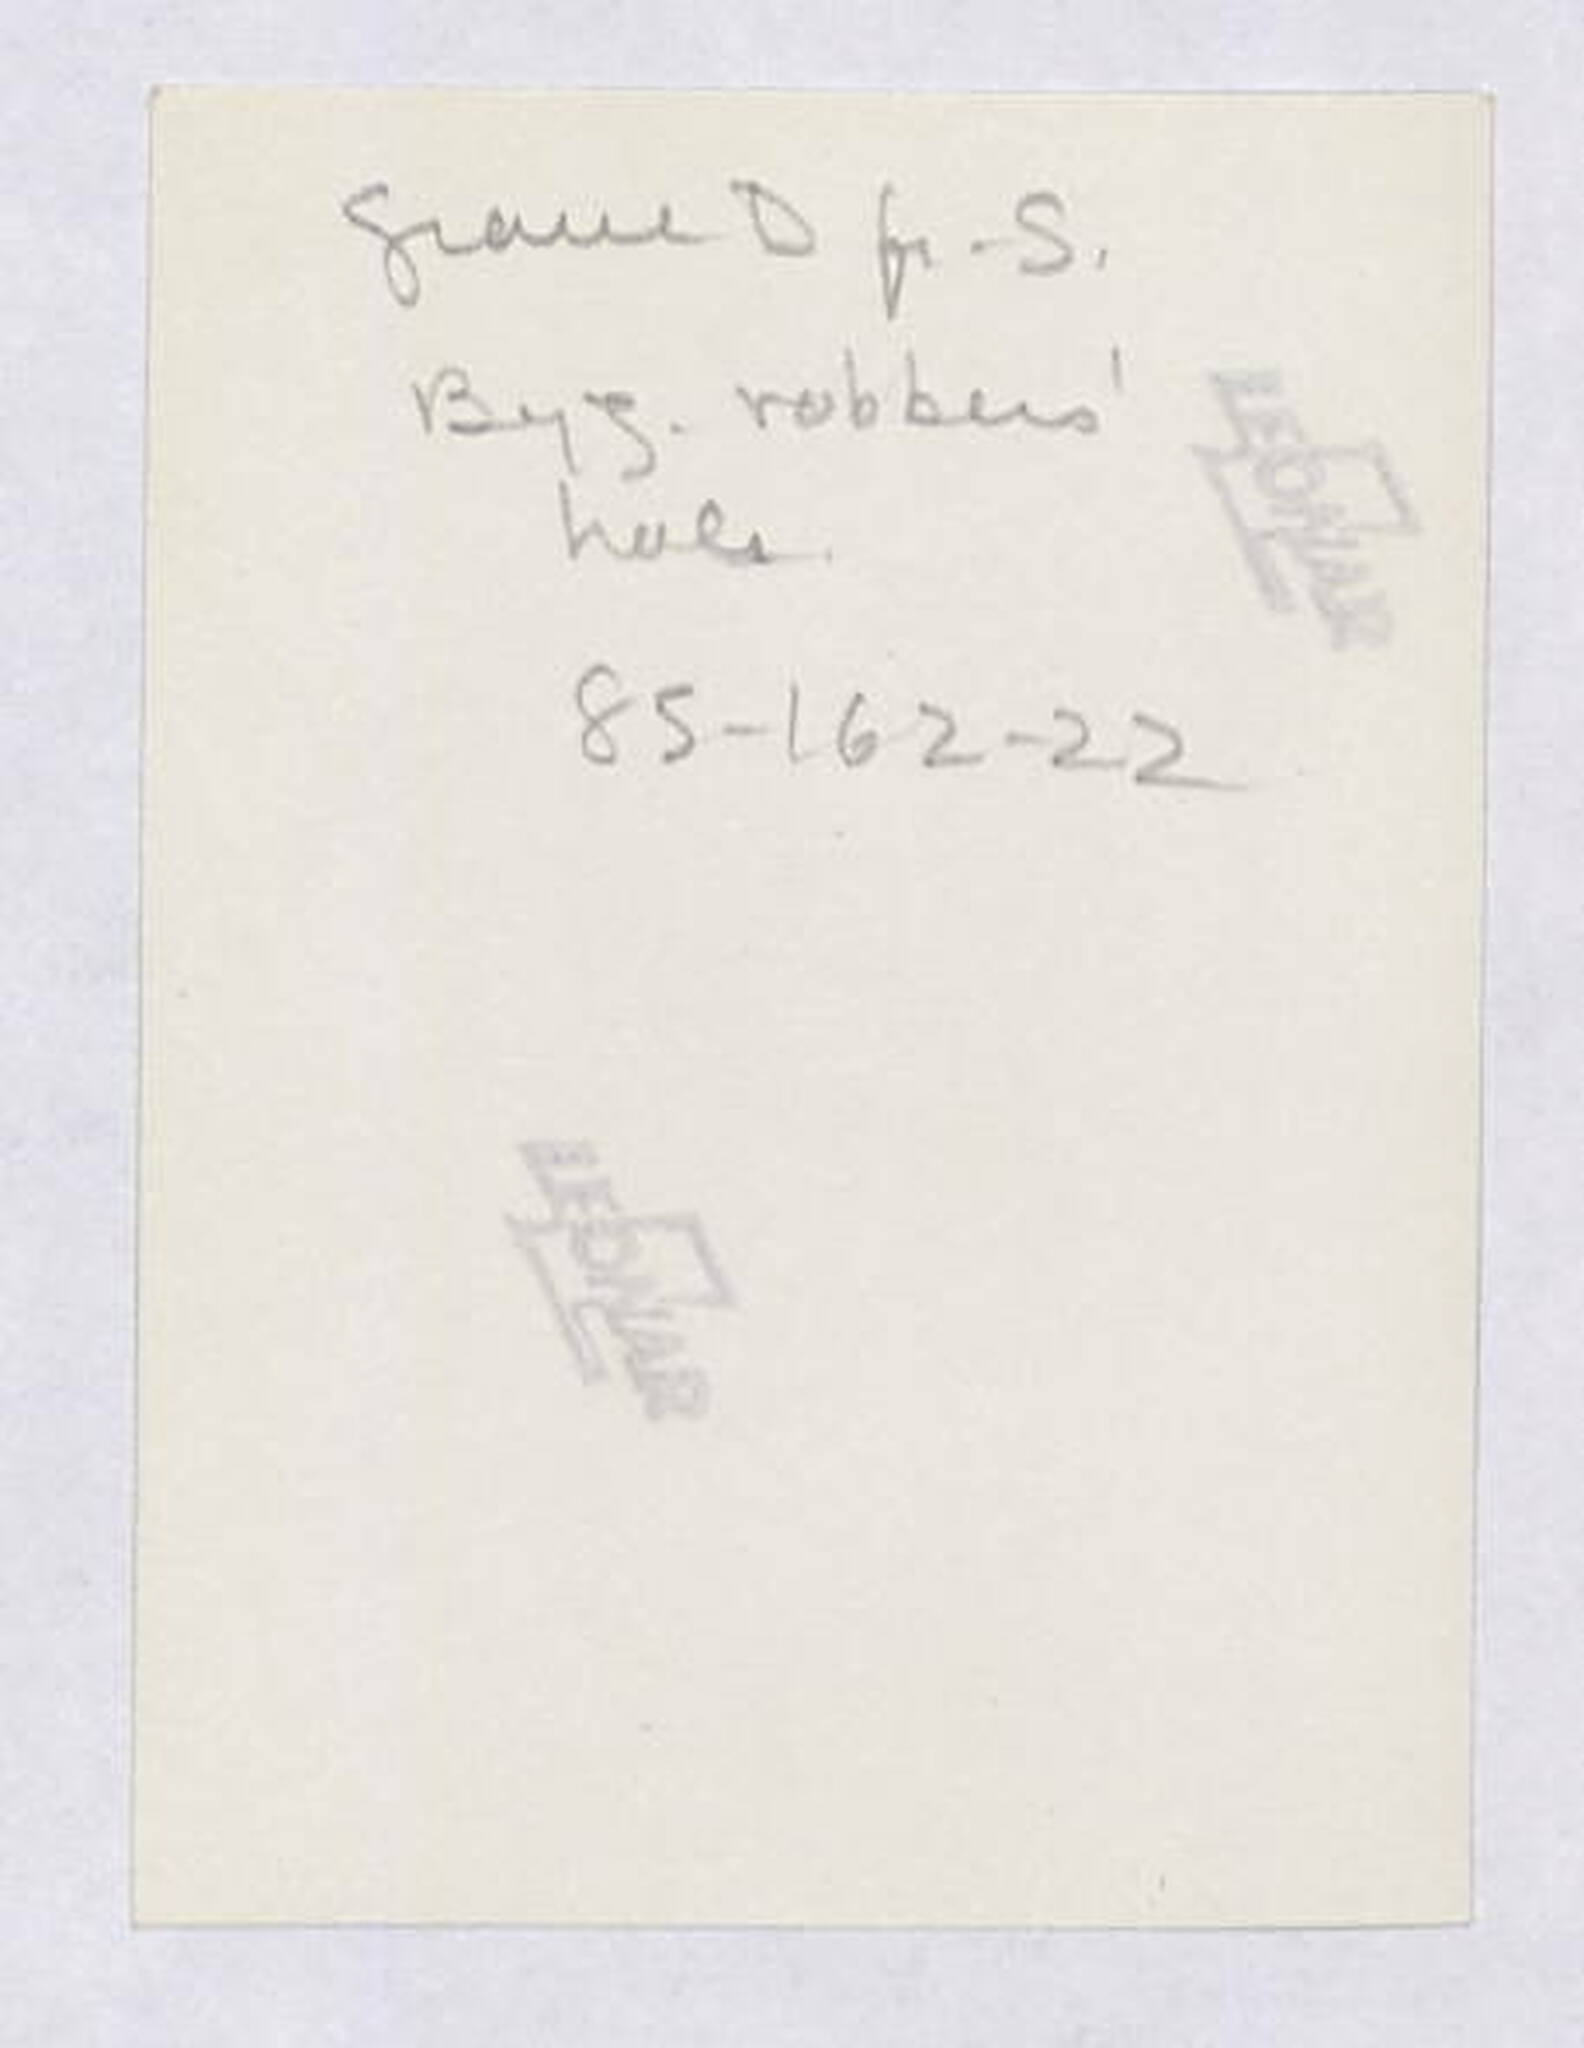 Grave D fr. S.
Byz. robbers'
hole.
85-162-22
LEONAR
LEONAR